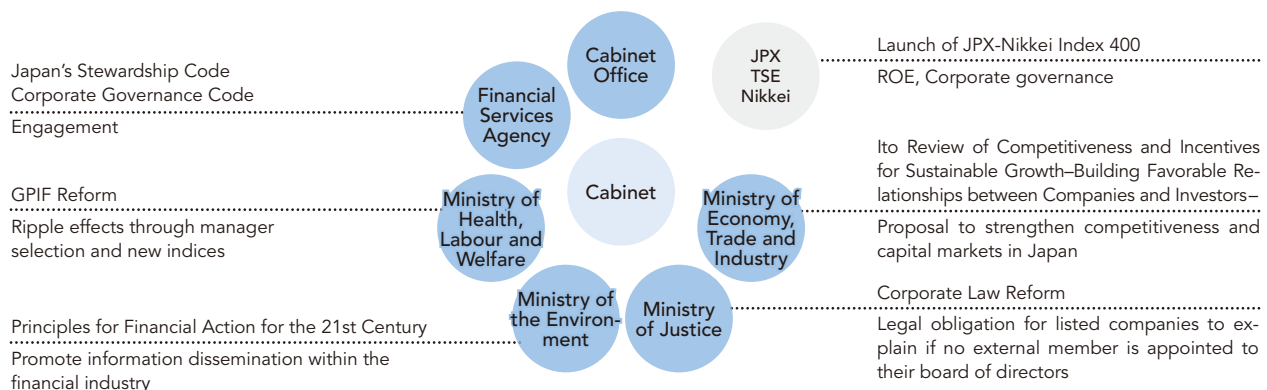 Japan's Stewardship Code
Corporate Governance Code
Engagement
GPIF Reform
Ripple effects through manager
selection and new indices
Principles for Financial Action for the 21st Century
Promote information dissemination within the
financial industry
Cabinet
Office
Financial
Services
Agency
Cabinet
Ministry of
Health,
Labour and
Welfare
Ministry of
the Environ-
ment
Ministry
of Justice
Ministry of
Economy,
Trade and
Industry
JPX
TSE
Nikkei
Launch of JPX-Nikkei Index 400
ROE, Corporate governance
Ito Review of Competitiveness and Incentives
for Sustainable Growth–Building Favorable Re-
lationships between Companies and Investors–
Proposal to strengthen competitiveness and
capital markets in Japan
Corporate Law Reform
Legal obligation for listed companies to ex-
plain if no external member is appointed to
their board of directors